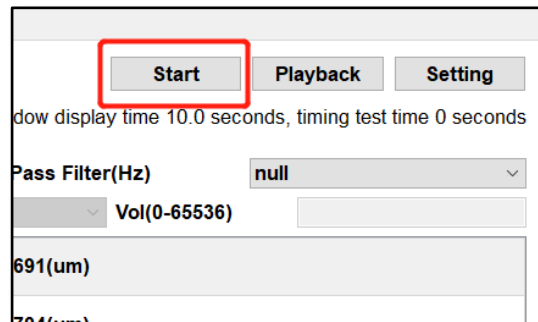 Start Playback Setting
dow display time 10.0 seconds, timing test time 0 seconds
Pass Filter(Hz) null
Vol(0-65536)
691(um)